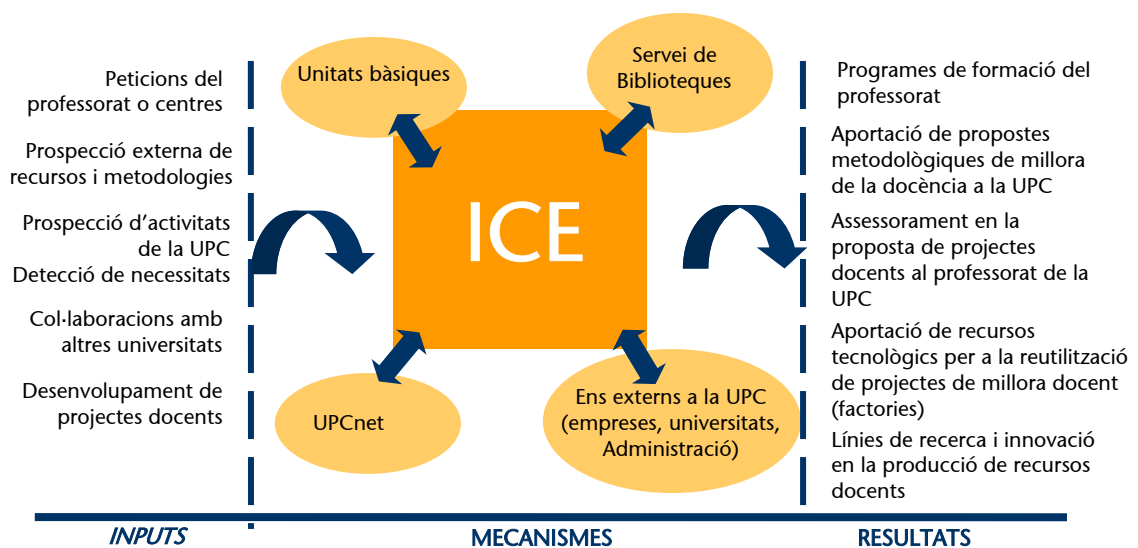 Peticions del
professorat o centres
Prospecció externa de
recursos i metodologies
Prospecció d'activitats
de la UPC
Detecció de necessitats
Col·laboracions amb
altres universitats
Desenvolupament de
projectes docents
INPUTS
Unitats bàsiques
Servei de
Biblioteques
ICE
UPCnet
Ens externs a la UPC
(empreses, universitats,
Administració)
MECANISMES
Programes de formació del
professorat
Aportació de propostes
metodològiques de millora
de la docència a la UPC
Assessorament en la
proposta de projectes
docents al professorat de la
UPC
Aportació de recursos
tecnològics per a la reutilització
de projectes de millora docent
(factories)
Línies de recerca i innovació
en la producció de recursos
docents
RESULTATS